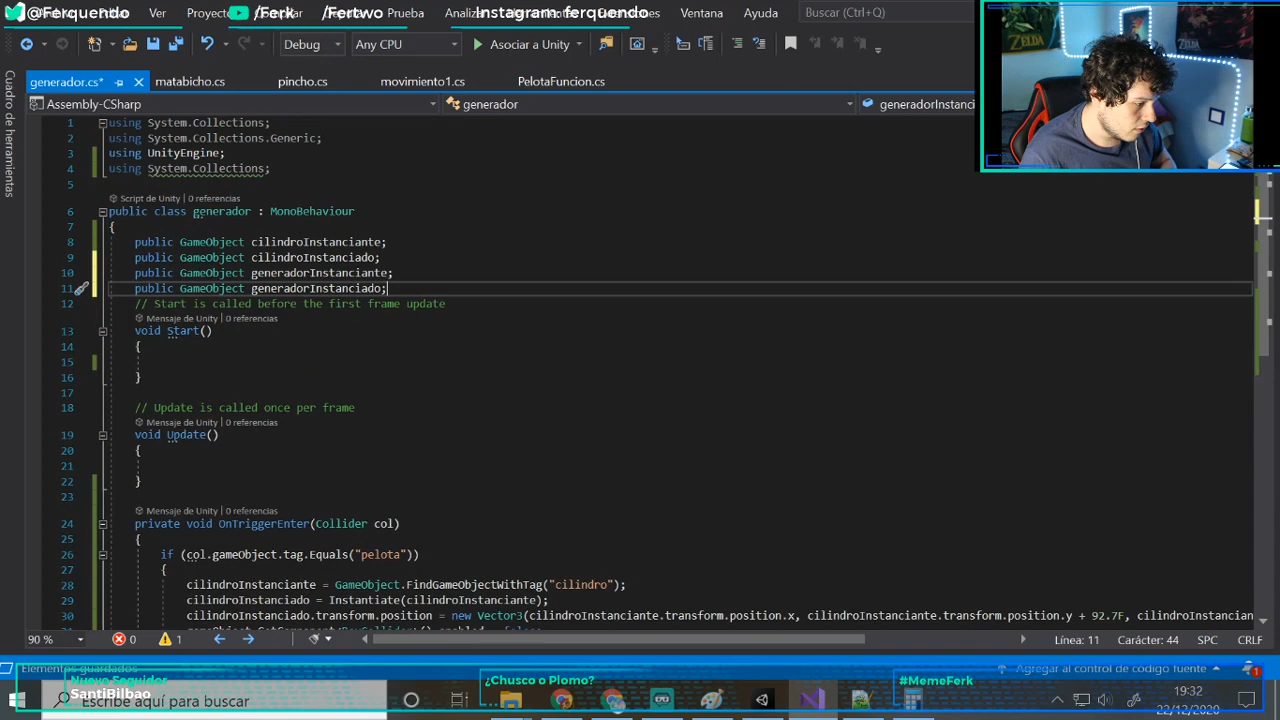 @Ferquendo
/Ferk
/Fertwo
Instagram: ferquendo
Ver
Prueba
Ventana
Ayuda
Buscar (Ctrl+Q)
Debug
Any CPU
Asociar a Unity
generador.cs*
matabicho.cs
pincho.cs
movimiento1.cs
PelotaFuncion.cs
Cuadro de herramientas
Assembly-CSharp
generador
generadorInstanci
1 using System.Collections;
2 using System.Collections.Generic;
3 using UnityEngine;
4 using System.Collections;
5
Script de Unity | 0 referencias
6 public class generador : MonoBehaviour
7 {
8 public GameObject cilindroInstanciante;
9 public GameObject cilindroInstanciado;
10 public GameObject generadorInstanciante;
11 public GameObject generadorInstanciado;
12 // Start is called before the first frame update
Mensaje de Unity | 0 referencias
13 void Start()
14 {
15
16 }
17
18 // Update is called once per frame
Mensaje de Unity | 0 referencias
19 void Update()
20 {
21
22 }
23
Mensaje de Unity | 0 referencias
24 private void OnTriggerEnter(Collider col)
25 {
26 if (col.gameObject.tag.Equals("pelota"))
27 {
28 cilindroInstanciante = GameObject.FindGameObjectWithTag("cilindro");
29 cilindroInstanciado = Instantiate(cilindroInstanciante);
30 cilindroInstanciado.transform.position = new Vector3(cilindroInstanciante.transform.position.x, cilindroInstanciante.transform.position.y + 92.7F, cilindroInstancian
90 %
0
1
Línea: 11
Carácter: 44
SPC
CRLF
Elementos guardados
Agregar al control de código fuente
1
Nuevo Seguidor
SantiBilbao
¿Chusco o Plomo?
#MemeFerk
Escribe aquí para buscar
19:32
22/12/2020
ZELDA
ZELDA